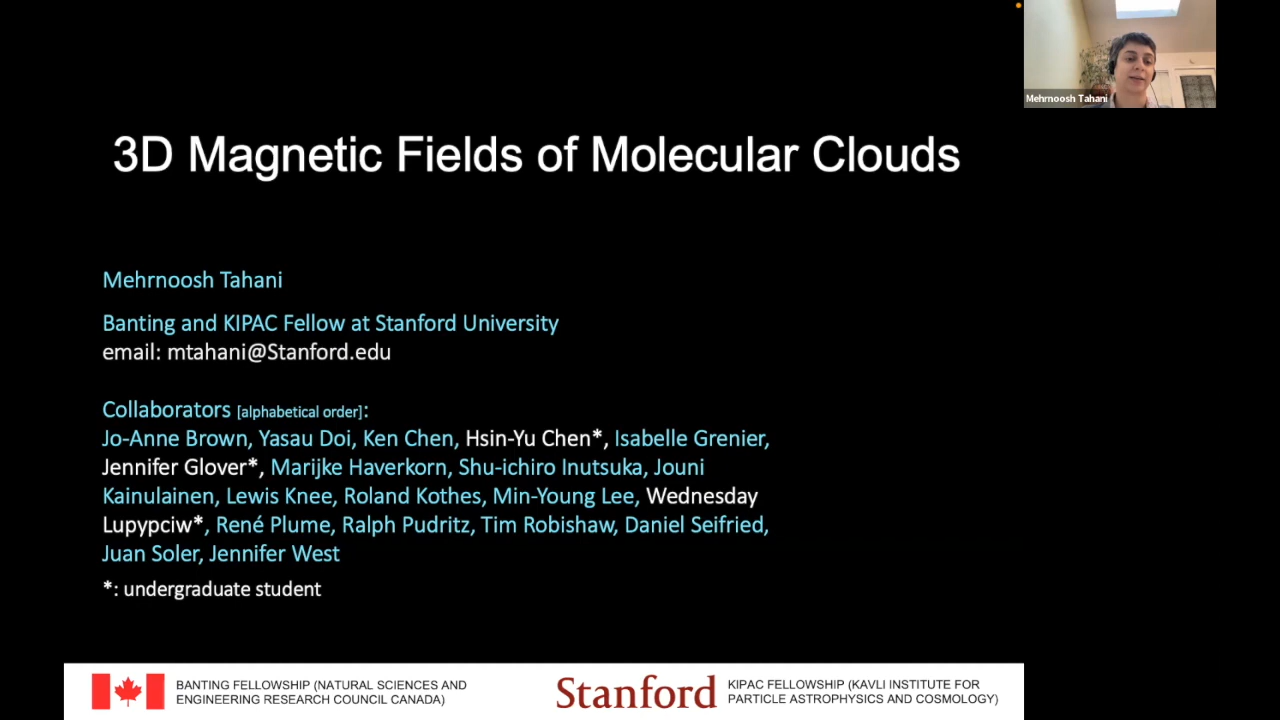 Mehrnoosh Tahani
3D Magnetic Fields of Molecular Clouds
Mehrnoosh Tahani
Banting and KIPAC Fellow at Stanford University
email: mtahani@Stanford.edu
Collaborators [alphabetical order]:
Jo-Anne Brown, Yasau Doi, Ken Chen, Hsin-Yu Chen*, Isabelle Grenier,
Jennifer Glover*, Marijke Haverkorn, Shu-ichiro Inutsuka, Jouni
Kainulainen, Lewis Knee, Roland Kothes, Min-Young Lee, Wednesday
Lupypciw*, René Plume, Ralph Pudritz, Tim Robishaw, Daniel Seifried,
Juan Soler, Jennifer West
*: undergraduate student
BANTING FELLOWSHIP (NATURAL SCIENCES AND
ENGINEERING RESEARCH COUNCIL CANADA)
Stanford
KIPAC FELLOWSHIP (KAVLI INSTITUTE FOR
PARTICLE ASTROPHYSICS AND COSMOLOGY)